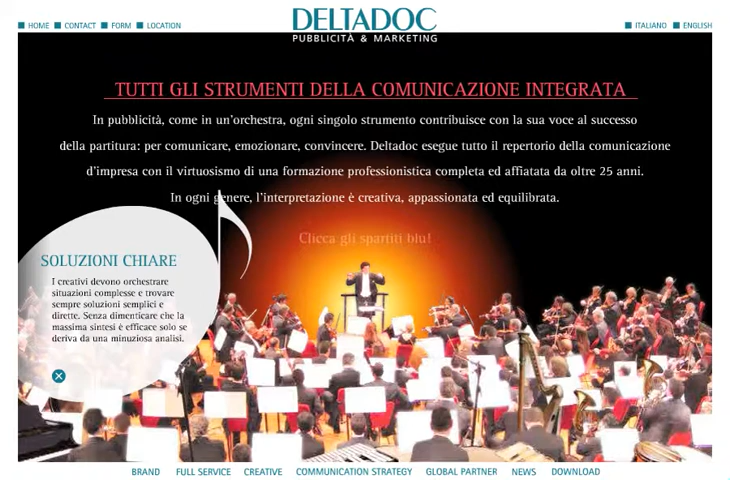 DELTADOC
PUBBLICITÀ & MARKETING
HOME CONTACT FORM LOCATION
ITALIANO ENGLISH
TUTTI GLI STRUMENTI DELLA COMUNICAZIONE INTEGRATA
In pubblicità, come in un'orchestra, ogni singolo strumento contribuisce con la sua voce al successo
della partitura: per comunicare, emozionare, convincere. Deltadoc esegue tutto il repertorio della comunicazione
d'impresa con il virtuosismo di una formazione professionistica completa ed affiatata da oltre 25 anni.
In ogni genere, l'interpretazione è creativa, appassionata ed equilibrata.
Clicca gli spartiti blu!
SOLUZIONI CHIARE
I creativi devono orchestrare
situazioni complesse e trovare
sempre soluzioni semplici e
dirette. Senza dimenticare che la
massima sintesi è efficace solo se
deriva da una minuziosa analisi.
BRAND FULL SERVICE CREATIVE COMMUNICATION STRATEGY GLOBAL PARTNER NEWS DOWNLOAD